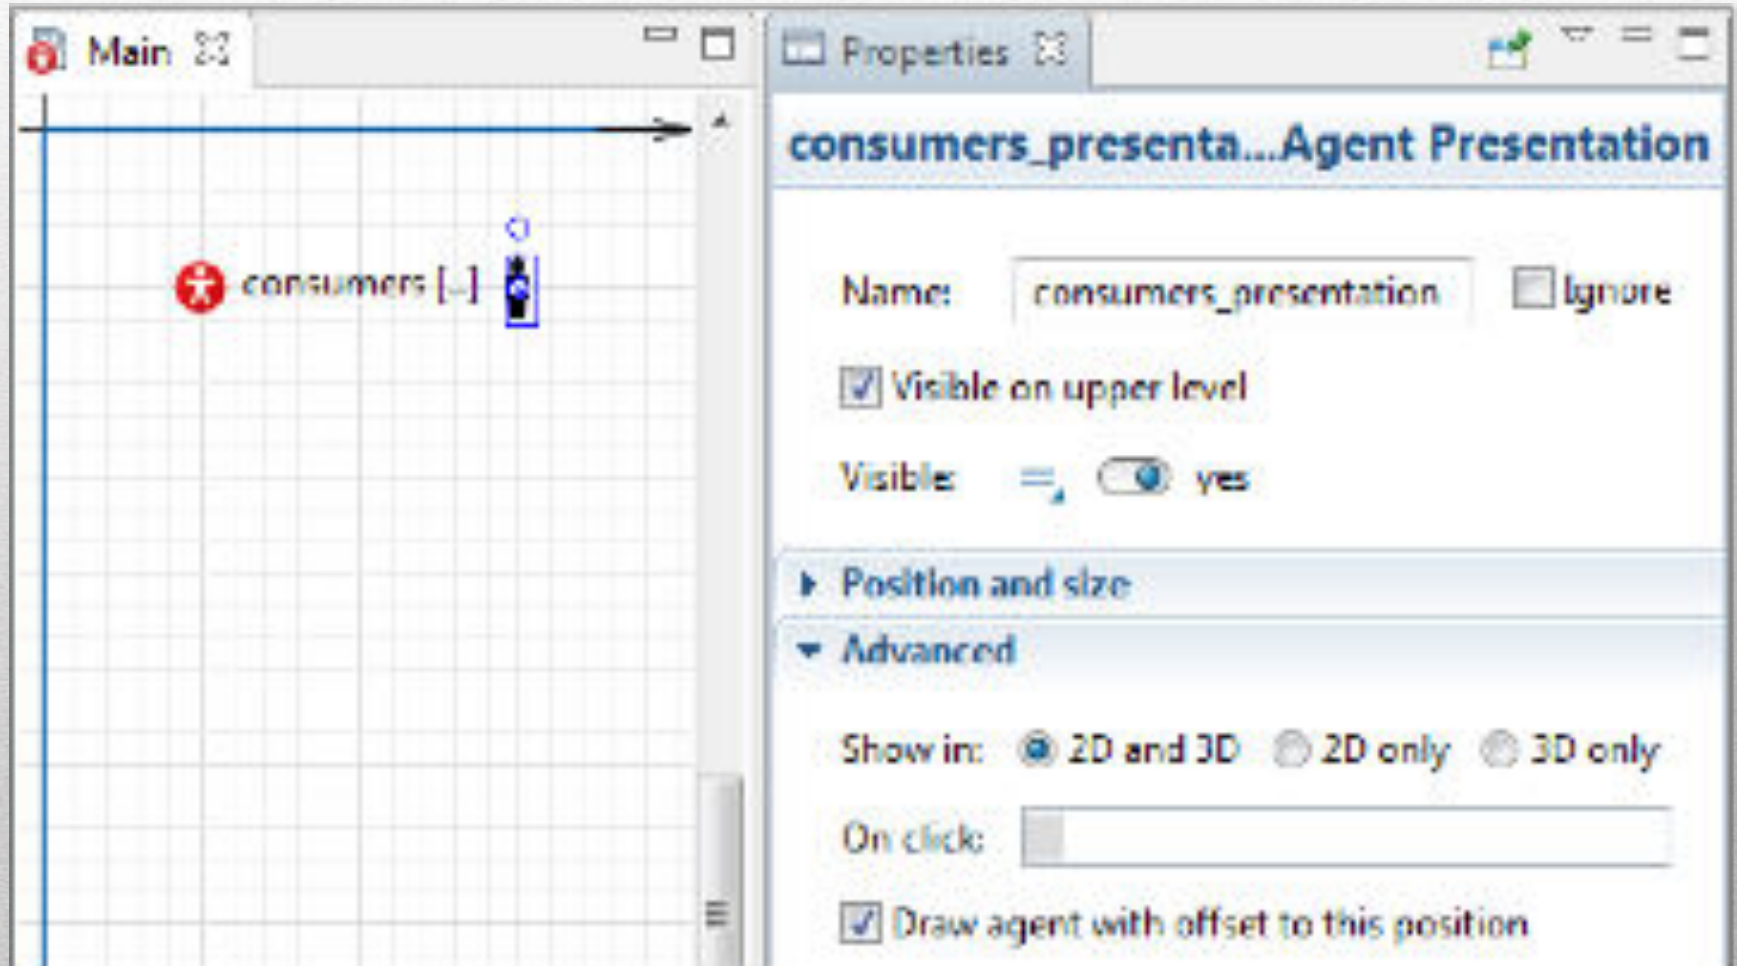 Main
consumers [..]
Properties
consumers_presenta...Agent Presentation
Name: consumers_presentation Ignore
Visible on upper level
Visible: yes
Position and size
Advanced
Show in: 2D and 3D 2D only 3D only
On click:
Draw agent with offset to this position